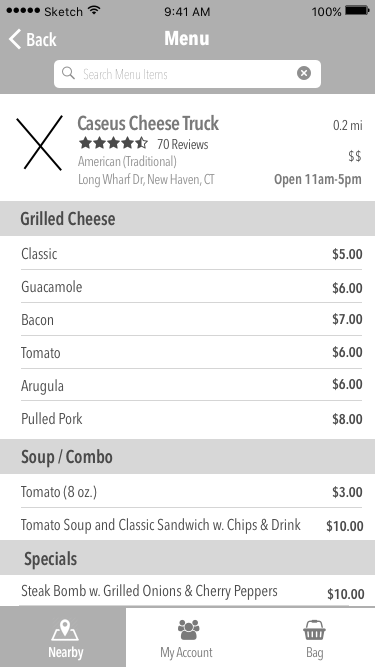 Sketch 9:41 AM 100%
Back Menu
Search Menu Items
Caseus Cheese Truck 0.2 mi
70 Reviews
American (Traditional) $$
Long Wharf Dr, New Haven, CT Open 11am-5pm
Grilled Cheese
Classic $5.00
Guacamole $6.00
Bacon $7.00
Tomato $6.00
Arugula $6.00
Pulled Pork $8.00
Soup / Combo
Tomato (8 oz.) $3.00
Tomato Soup and Classic Sandwich w. Chips & Drink $10.00
Specials
Steak Bomb w. Grilled Onions & Cherry Peppers $10.00
Nearby My Account Bag